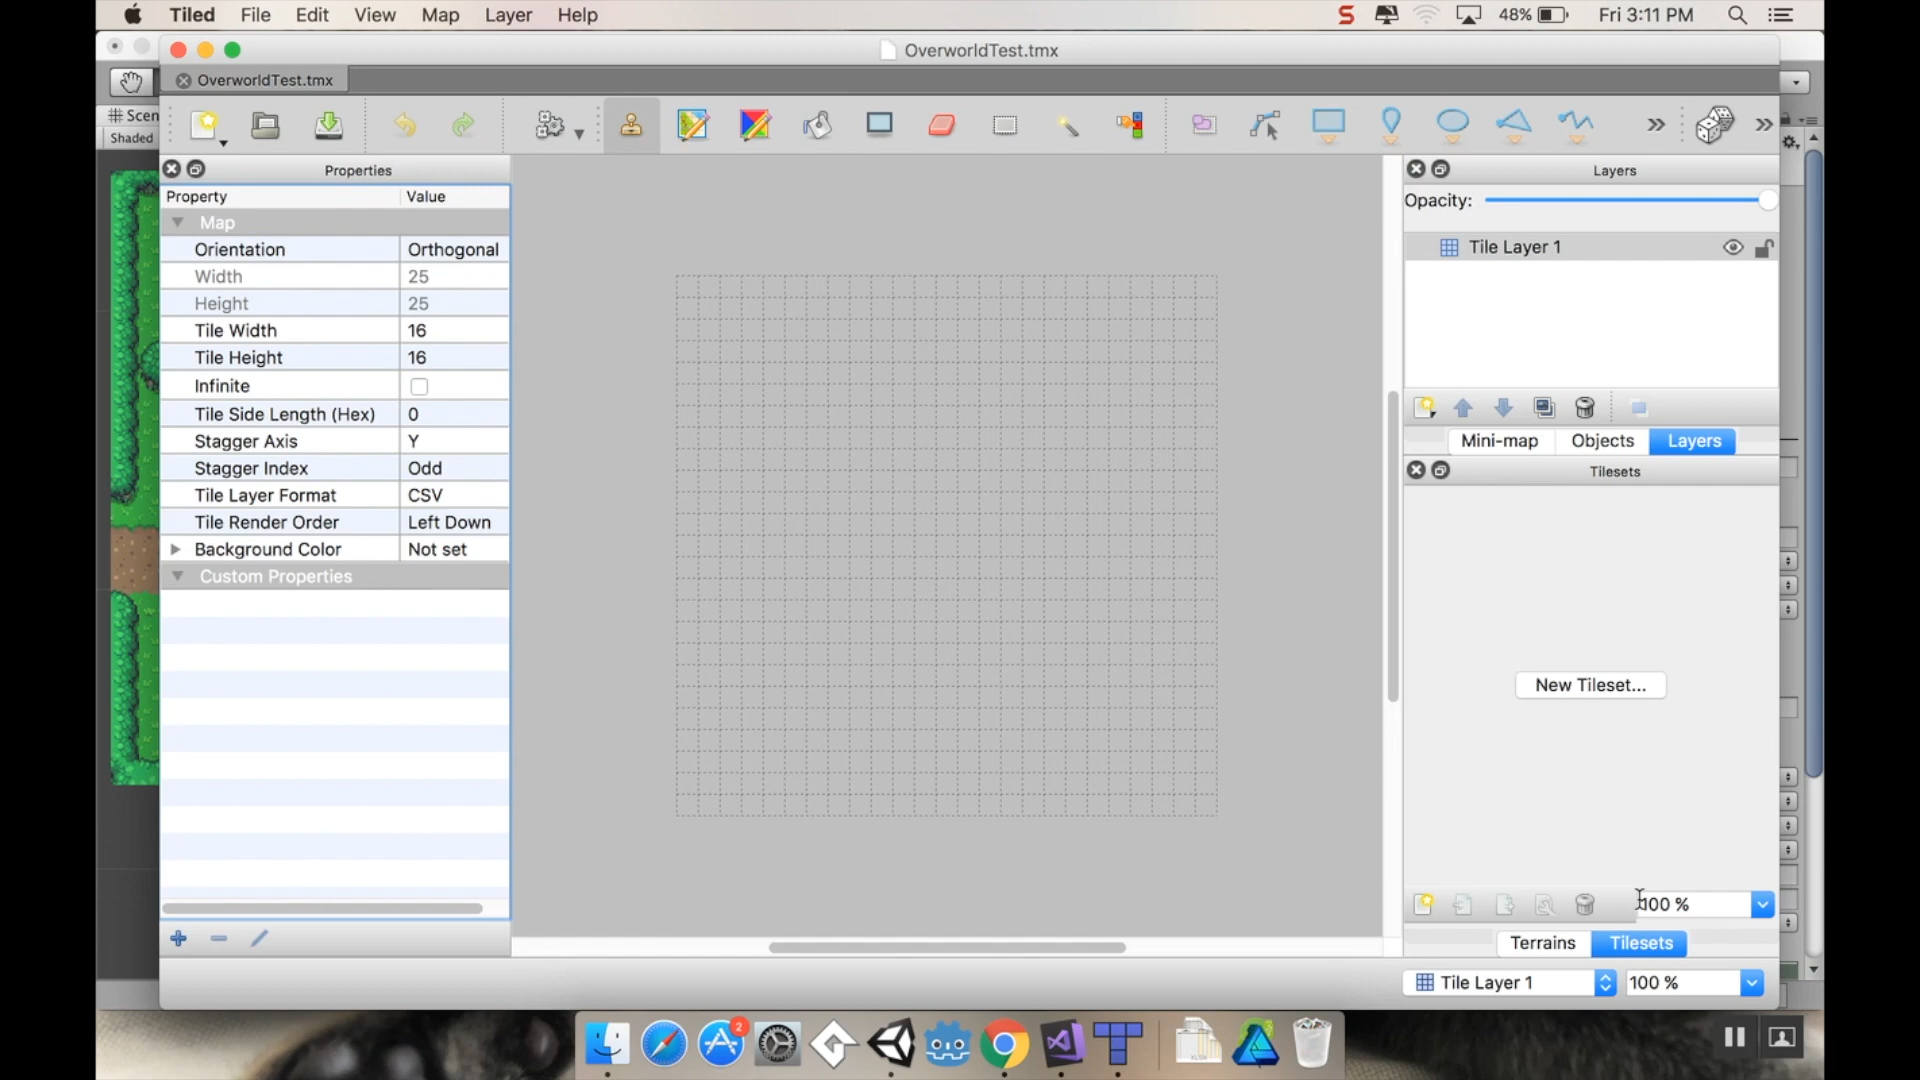 Tiled File Edit View Map Layer Help
S 48% Fri 3:11 PM
OverworldTest.tmx
OverworldTest.tmx
Scen
Shaded
Properties
Property Value
Map
Orientation Orthogonal
Width 25
Height 25
Tile Width 16
Tile Height 16
Infinite
Tile Side Length (Hex) 0
Stagger Axis Y
Stagger Index Odd
Tile Layer Format CSV
Tile Render Order Left Down
Background Color Not set
Custom Properties
Layers
Opacity:
Tile Layer 1
Mini-map Objects Layers
Tilesets
New Tileset...
100 %
Terrains Tilesets
Tile Layer 1 100 %
2